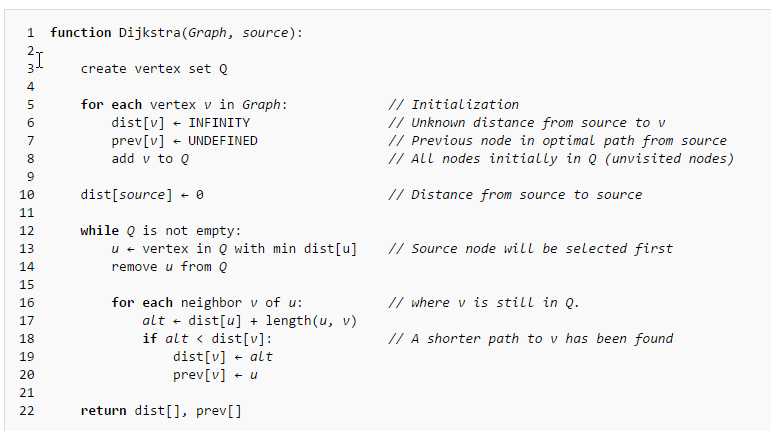 1 function Dijkstra(Graph, source):
2
3 create vertex set Q
4
5 for each vertex v in Graph: // Initialization
6 dist[v] ← INFINITY // Unknown distance from source to v
7 prev[v] ← UNDEFINED // Previous node in optimal path from source
8 add v to Q // All nodes initially in Q (unvisited nodes)
9
10 dist[source] ← 0 // Distance from source to source
11
12 while Q is not empty:
13 u ← vertex in Q with min dist[u] // Source node will be selected first
14 remove u from Q
15
16 for each neighbor v of u: // where v is still in Q.
17 alt ← dist[u] + length(u, v)
18 if alt < dist[v]: // A shorter path to v has been found
19 dist[v] ← alt
20 prev[v] ← u
21
22 return dist[], prev[]